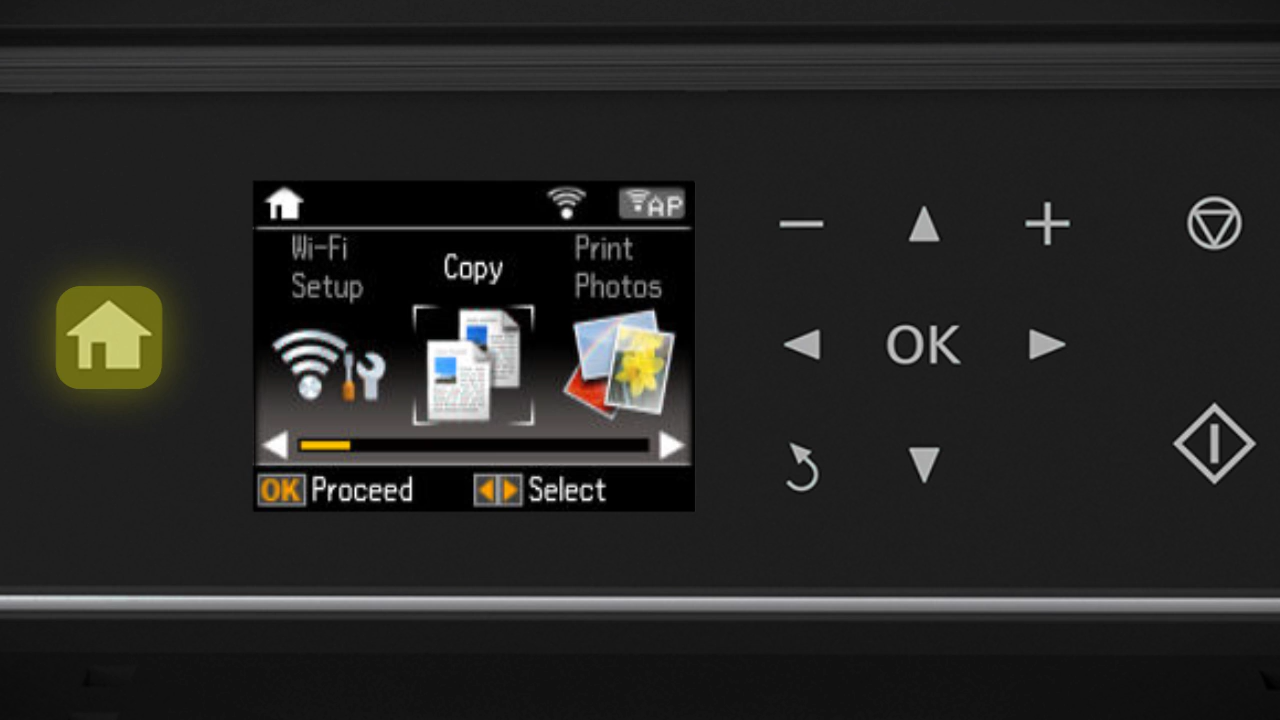 AP
Wi-Fi
Setup
Copy
Print
Photos
OK Proceed
Select
OK